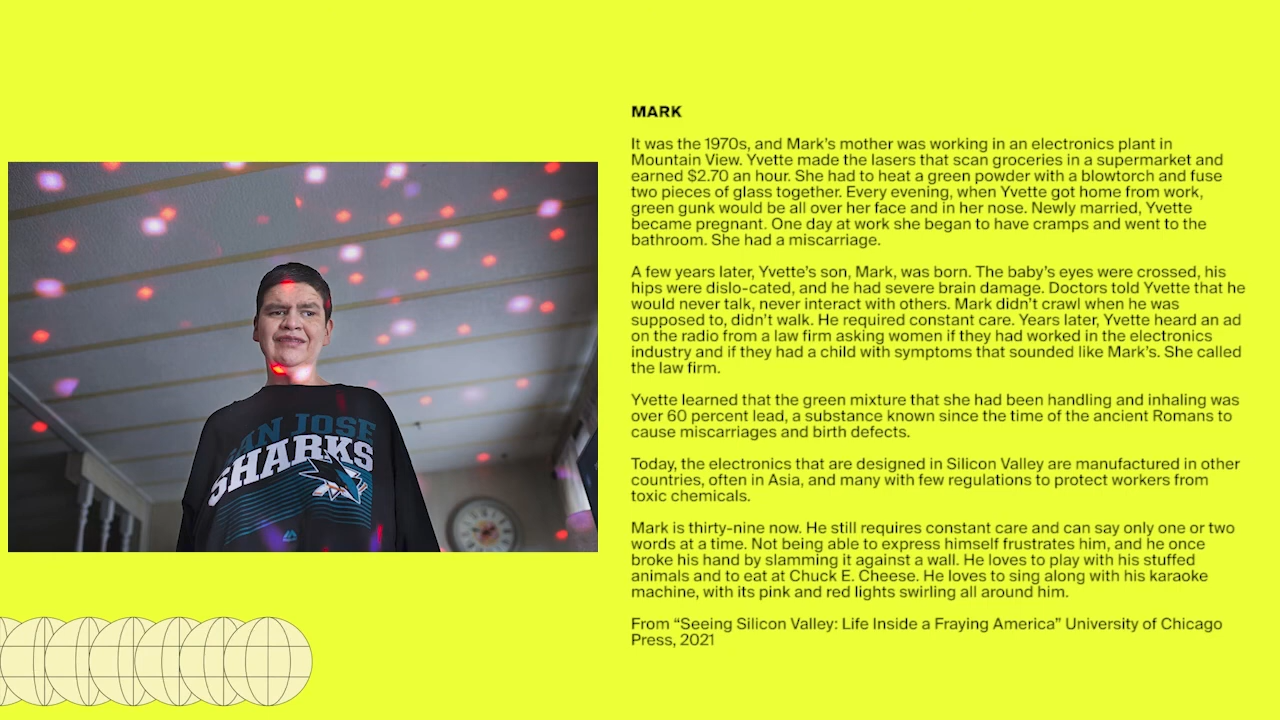 MARK
It was the 1970s, and Mark's mother was working in an electronics plant in
Mountain View. Yvette made the lasers that scan groceries in a supermarket and
earned $2.70 an hour. She had to heat a green powder with a blowtorch and fuse
two pieces of glass together. Every evening, when Yvette got home from work,
green gunk would be all over her face and in her nose. Newly married, Yvette
became pregnant. One day at work she began to have cramps and went to the
bathroom. She had a miscarriage.
A few years later, Yvette's son, Mark, was born. The baby's eyes were crossed, his
hips were dislo-cated, and he had severe brain damage. Doctors told Yvette that he
would never talk, never interact with others. Mark didn't crawl when he was
supposed to, didn't walk. He required constant care. Years later, Yvette heard an ad
on the radio from a law firm asking women if they had worked in the electronics
industry and if they had a child with symptoms that sounded like Mark's. She called
the law firm.
Yvette learned that the green mixture that she had been handling and inhaling was
over 60 percent lead, a substance known since the time of the ancient Romans to
cause miscarriages and birth defects.
Today, the electronics that are designed in Silicon Valley are manufactured in other
countries, often in Asia, and many with few regulations to protect workers from
toxic chemicals.
Mark is thirty-nine now. He still requires constant care and can say only one or two
words at a time. Not being able to express himself frustrates him, and he once
broke his hand by slamming it against a wall. He loves to play with his stuffed
animals and to eat at Chuck E. Cheese. He loves to sing along with his karaoke
machine, with its pink and red lights swirling all around him.
From “Seeing Silicon Valley: Life Inside a Fraying America” University of Chicago
Press, 2021
SAN JOSE
SHARKS